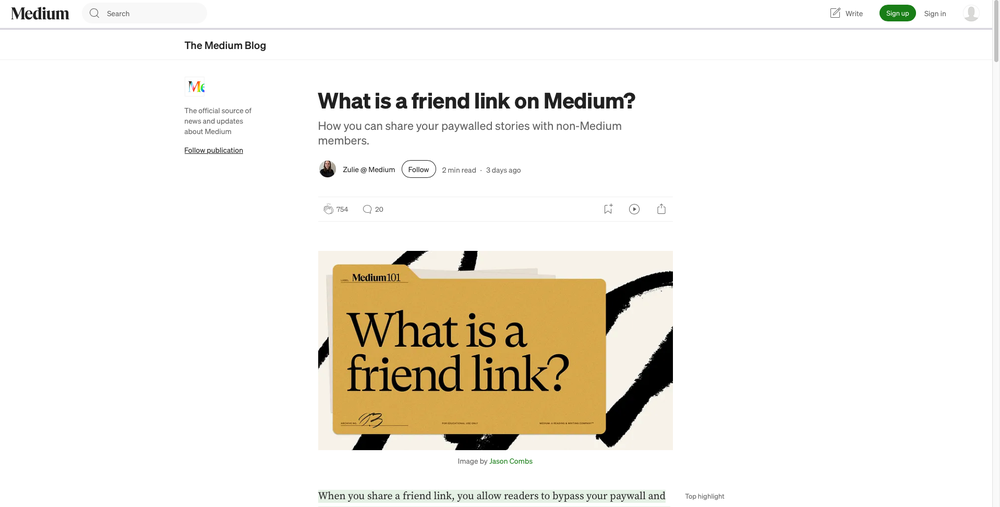 Medium
Search
Write
Sign up
Sign in
The Medium Blog
The official source of
news and updates
about Medium
Follow publication
What is a friend link on Medium?
How you can share your paywalled stories with non-Medium
members.
Zulie @ Medium
Follow
2 min read · 3 days ago
754
20
Medium 101
What is a
friend link?
Image by Jason Combs
When you share a friend link, you allow readers to bypass your paywall and
Top highlight